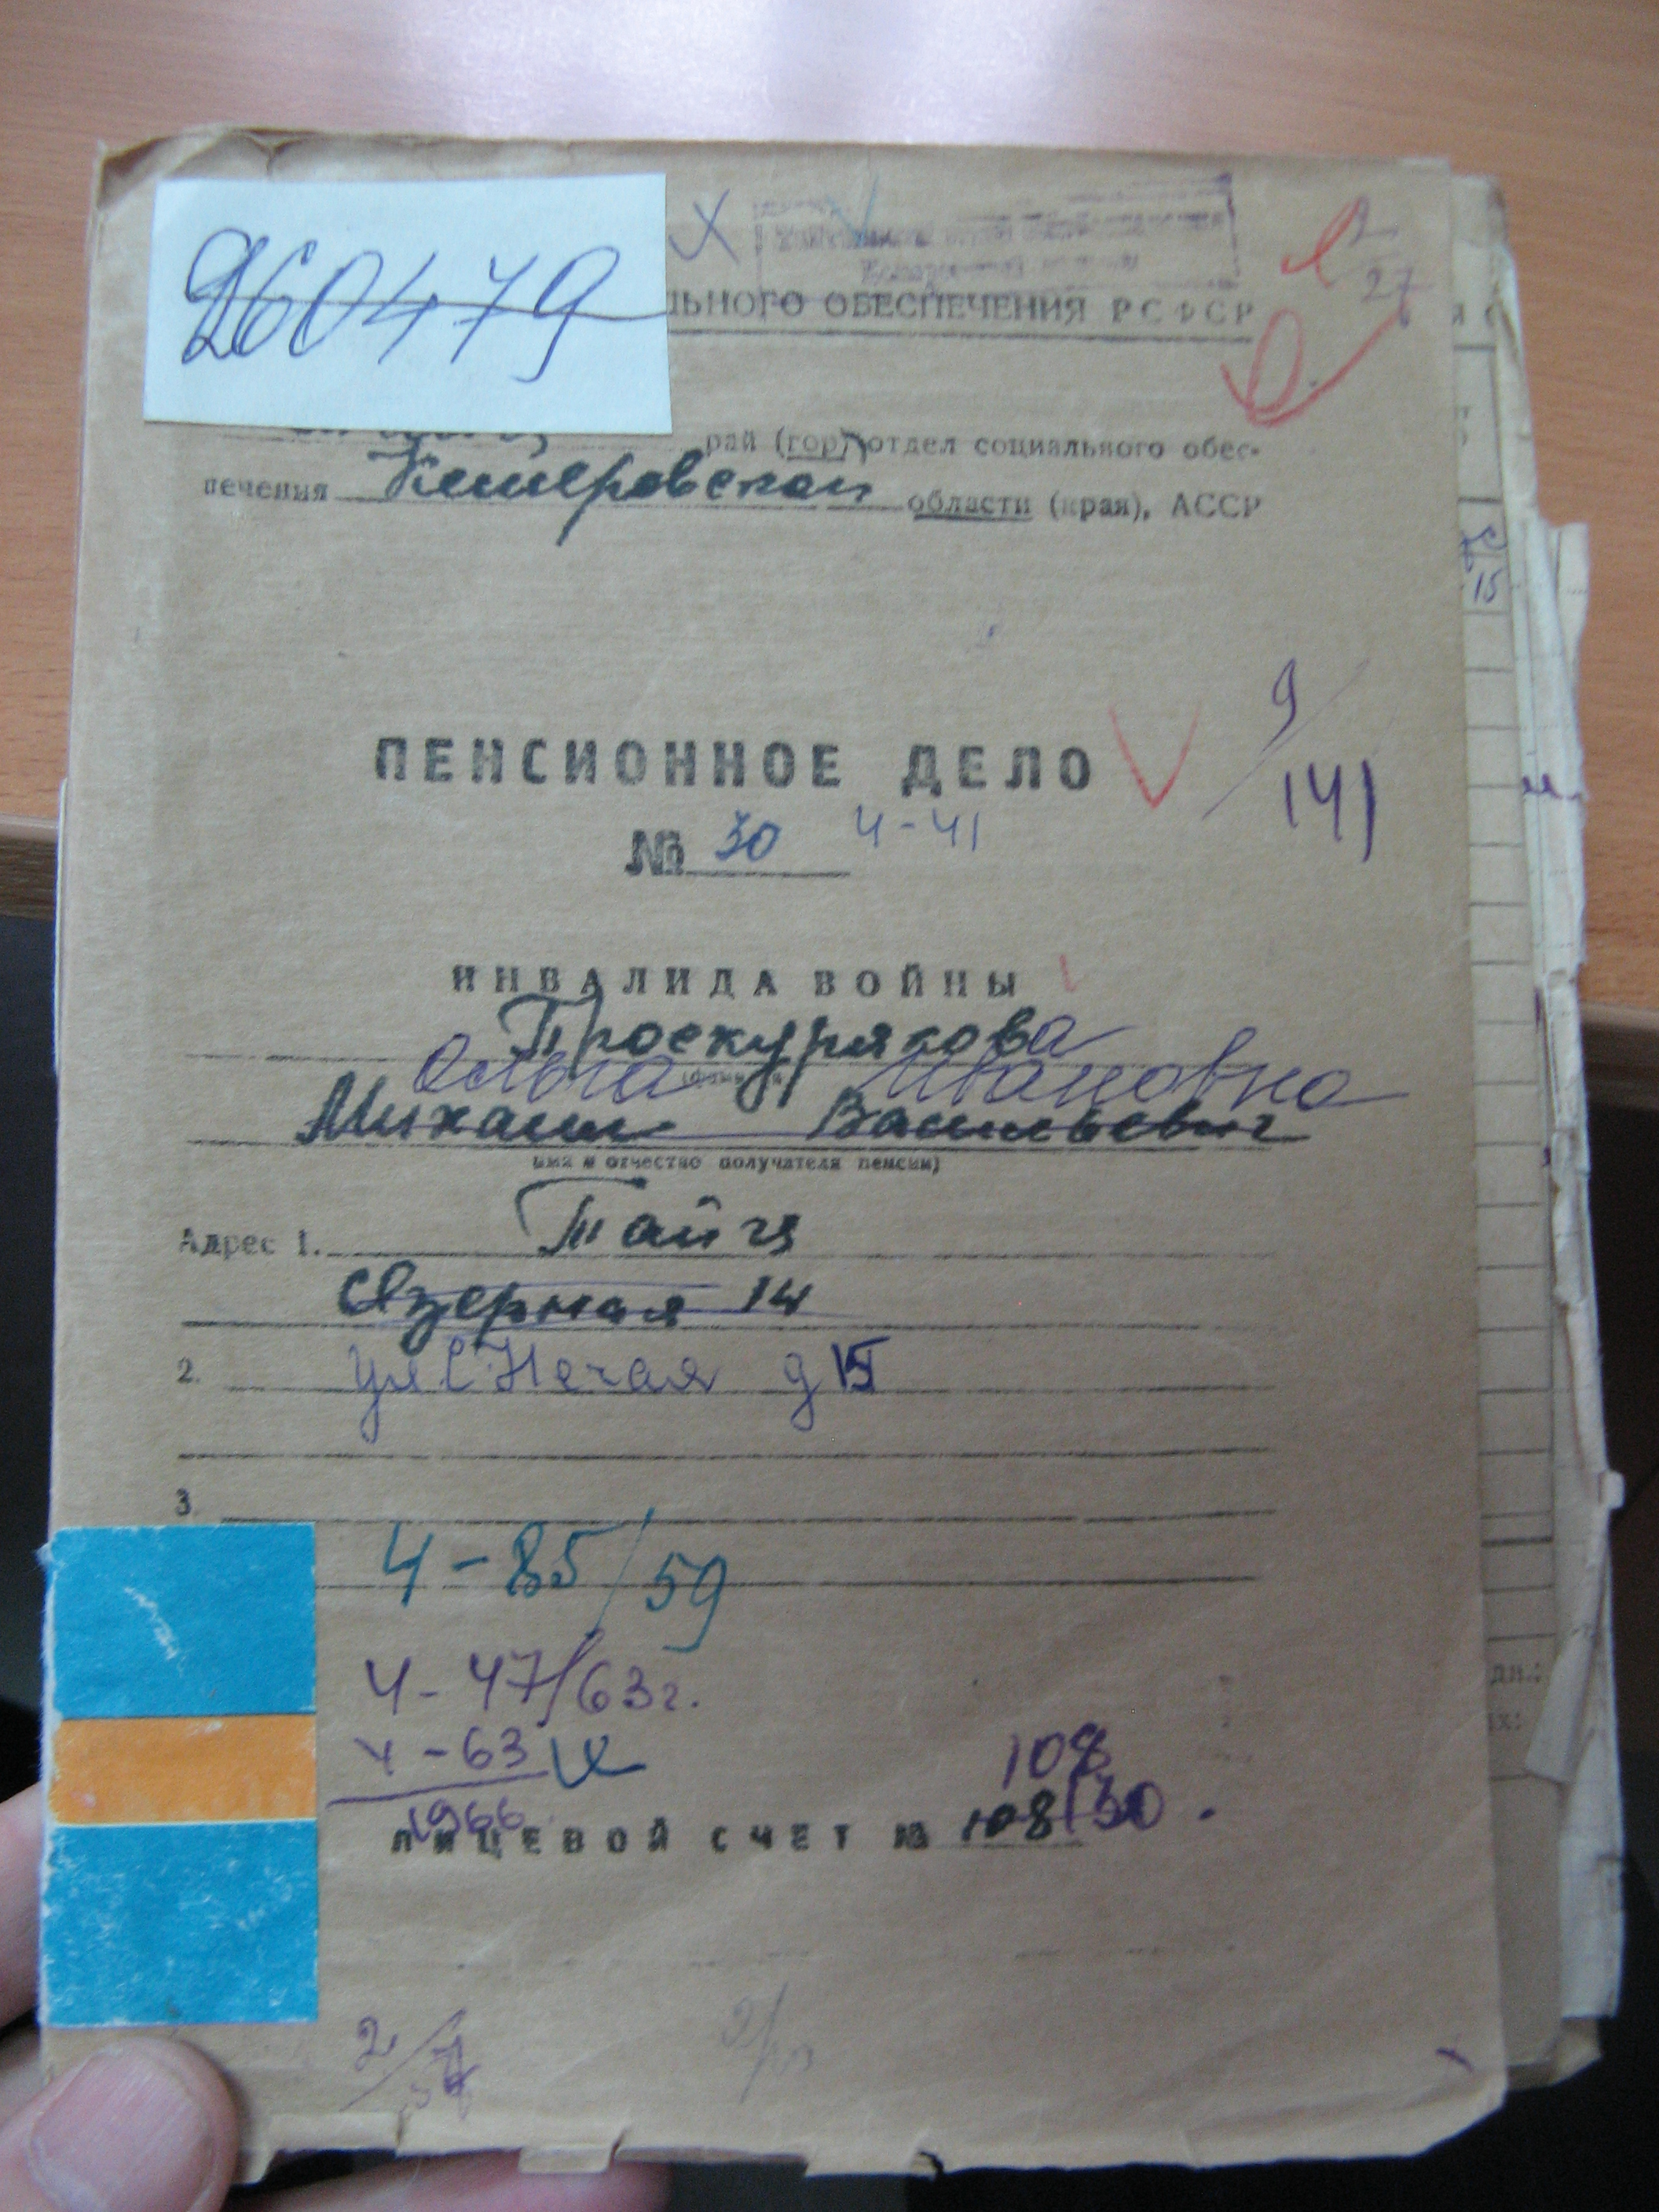 260479
Х
ЛЬНОГО ОБЕСПЕЧЕНИЯ РСФСР
27
рай (гор) отдел социального обес-
печения Кемеровской области (края), АССР
15
9/141
ПЕНСИОННОЕ ДЕЛО
№ 30 4-41
ИНВАЛИДА ВОЙНЫ
Проскурякова
Ольга Ивановна
Михаил Васильевич
имя и отчество получателя пенсии)
Адрес 1. Тайга
Озерная 14
2. ул. С. Нечая д 15
3.
4-85/59
4-47/63г.
4-63
1966
108
ЛИЦЕВОЙ СЧЕТ № 108/30.
2/